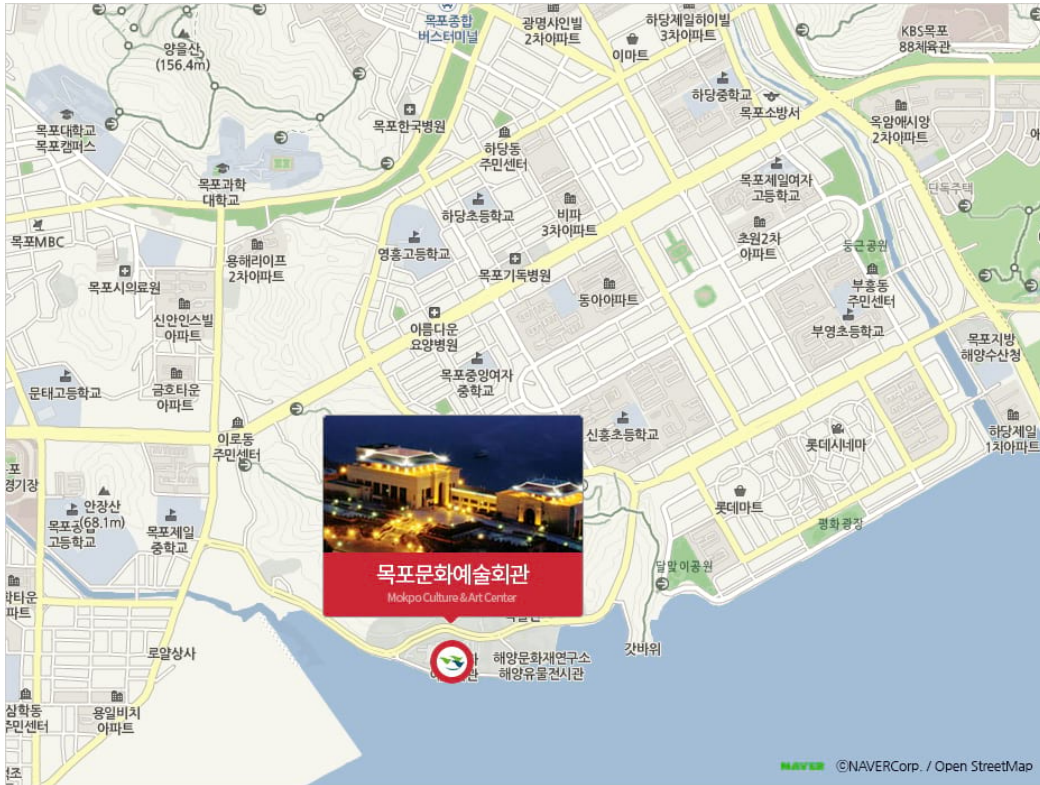 목포종합
버스터미널
광명샤인빌
2차아파트
이마트
하당제일하이빌
3차아파트
KBS목포
88체육관
양을산
(156.4m)
목포대학교
목포캠퍼스
목포한국병원
하당중학교
목포소방서
옥암애시앙
2차아파트
하당동
주민센터
목포과학
대학교
목포제일여자
고등학교
단독주택
목포MBC
하당초등학교
비파
3차아파트
초원2차
아파트
둥근공원
용해라이프
2차아파트
영흥고등학교
목포기독병원
목포시의료원
동아아파트
부흥동
주민센터
신안인스빌
아파트
아름다운
요양병원
부영초등학교
목포지방
해양수산청
문태고등학교
금호타운
아파트
목포중앙여자
중학교
이로동
주민센터
신흥초등학교
롯데시네마
하당제일
1차아파트
경기장
안장산
(68.1m)
고등학교
목포제일
중학교
롯데마트
평화광장
목포문화예술회관
Mokpo Culture & Art Center
달맞이공원
로얄상사
해양문화재연구소
해양유물전시관
갓바위
삼학동
주민센터
용일비치
아파트
NAVER ©NAVERCorp. / Open StreetMap